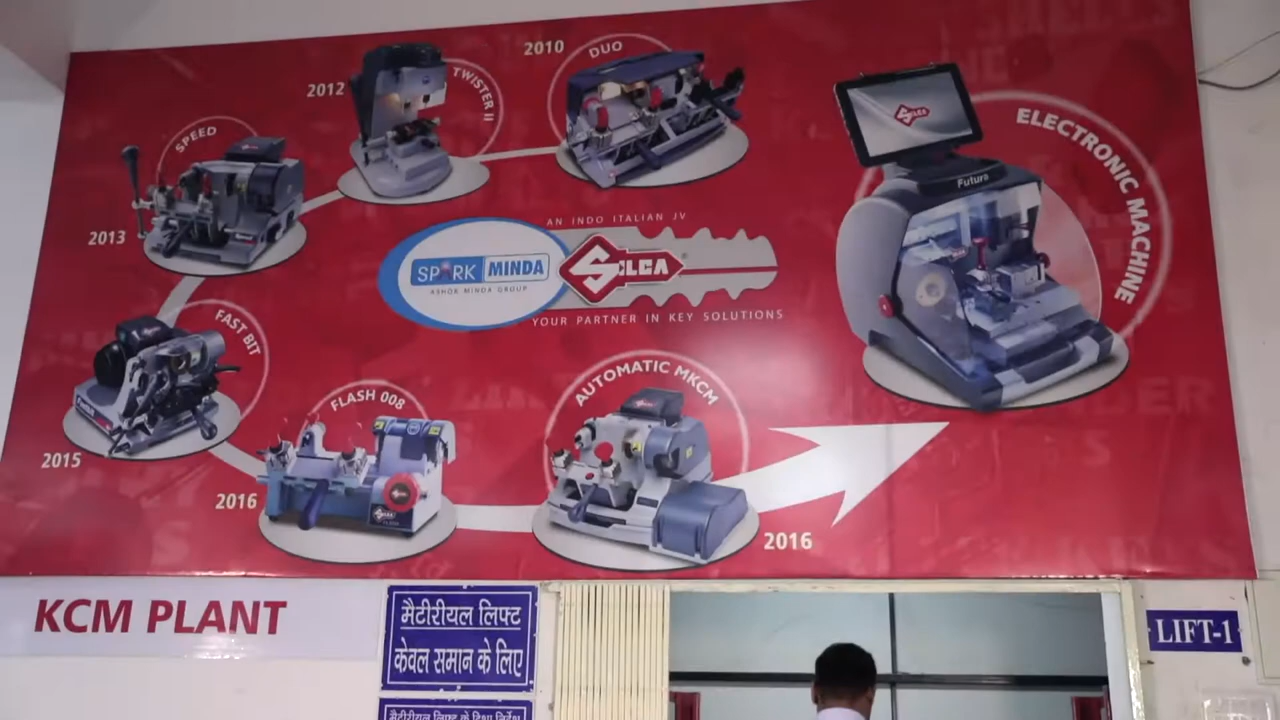 2010
DUO
2012
TWISTER II
SPEED
2013
ELECTRONIC MACHINE
SILCA
Futura
AN INDO ITALIAN JV
SPARK MINDA
ASHOK MINDA GROUP
SILCA
YOUR PARTNER IN KEY SOLUTIONS
FAST BIT
2015
FLASH 008
2016
AUTOMATIC MKCM
2016
KCM PLANT
मैटीरीयल लिफ्ट
केवल समान के लिए
LIFT-1
मैटीरीयल लिफ्ट के दिशा निर्देश